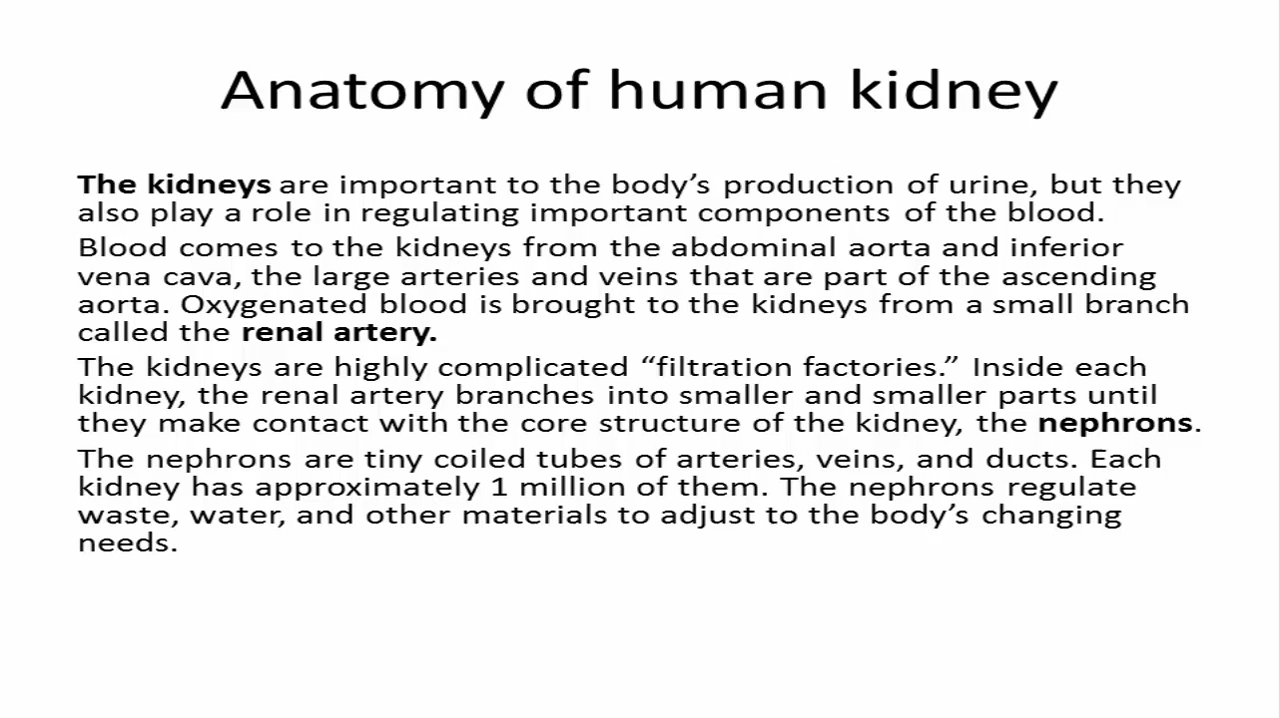 Anatomy of human kidney
The kidneys are important to the body’s production of urine, but they
also play a role in regulating important components of the blood.
Blood comes to the kidneys from the abdominal aorta and inferior
vena cava, the large arteries and veins that are part of the ascending
aorta. Oxygenated blood is brought to the kidneys from a small branch
called the renal artery.
The kidneys are highly complicated “filtration factories.” Inside each
kidney, the renal artery branches into smaller and smaller parts until
they make contact with the core structure of the kidney, the nephrons.
The nephrons are tiny coiled tubes of arteries, veins, and ducts. Each
kidney has approximately 1 million of them. The nephrons regulate
waste, water, and other materials to adjust to the body’s changing
needs.